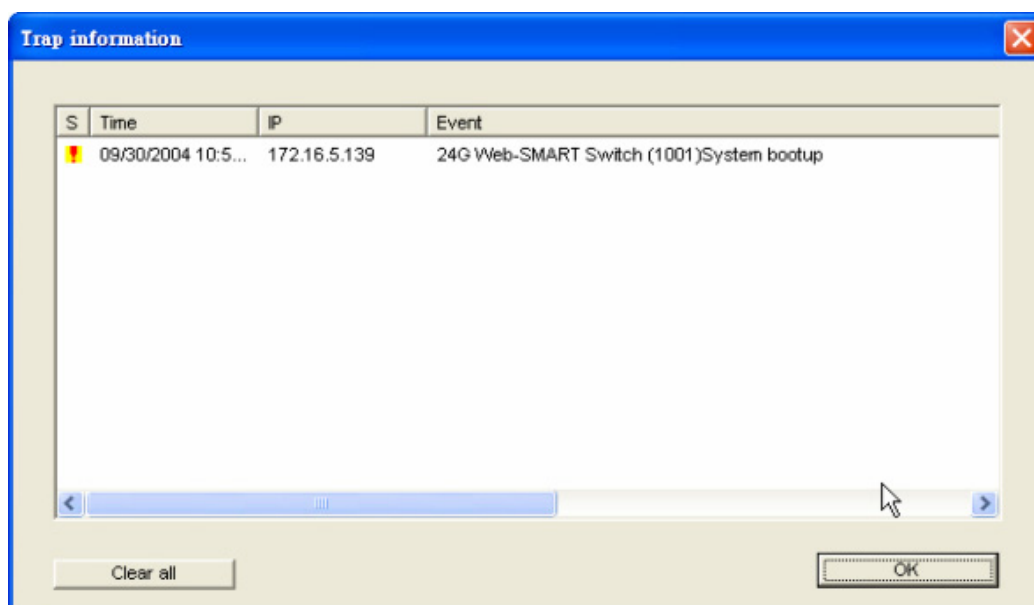 Trap information
S Time IP Event
! 09/30/2004 10:5... 172.16.5.139 24G Web-SMART Switch (1001)System bootup
Clear all OK